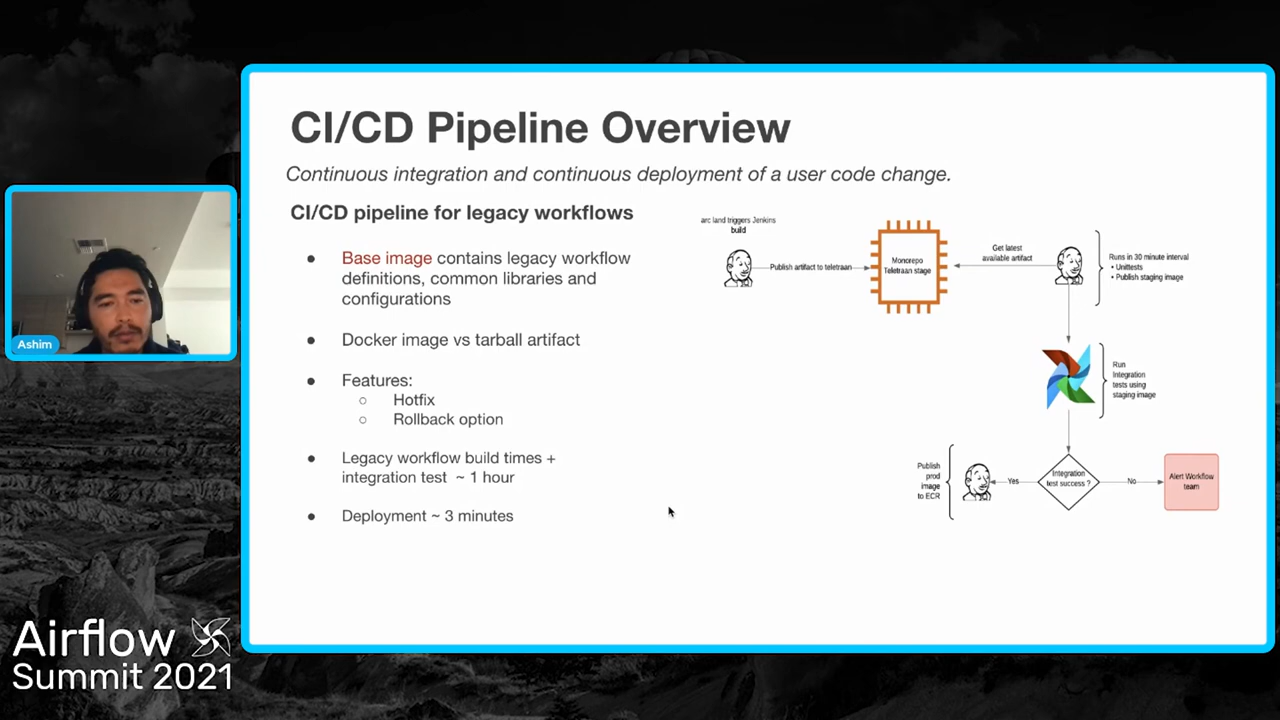 CI/CD Pipeline Overview
Continuous integration and continuous deployment of a user code change.
CI/CD pipeline for legacy workflows
● Base image contains legacy workflow
definitions, common libraries and
configurations
● Docker image vs tarball artifact
● Features:
○ Hotfix
○ Rollback option
● Legacy workflow build times +
integration test ~ 1 hour
● Deployment ~ 3 minutes
arc land triggers Jenkins
build
Publish artifact to teletraan
Monorepo
Teletraan stage
Get latest
available artifact
Runs in 30 minute interval
• Unittests
• Publish staging image
Run
Integration
tests using
staging image
Publish
prod
image
to ECR
Yes
Integration
test success ?
No
Alert Workflow
team
Ashim
Airflow
Summit 2021